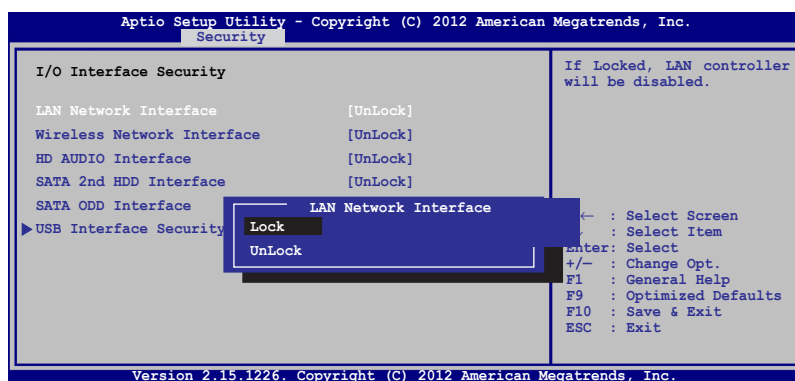 Aptio Setup Utility - Copyright (C) 2012 American Megatrends, Inc.
Security
I/O Interface Security
LAN Network Interface [UnLock]
Wireless Network Interface [UnLock]
HD AUDIO Interface [UnLock]
SATA 2nd HDD Interface [UnLock]
SATA ODD Interface
USB Interface Security
LAN Network Interface
Lock
UnLock
If Locked, LAN controller
will be disabled.
← : Select Screen
: Select Item
Enter: Select
+/— : Change Opt.
F1 : General Help
F9 : Optimized Defaults
F10 : Save & Exit
ESC : Exit
Version 2.15.1226. Copyright (C) 2012 American Megatrends, Inc.